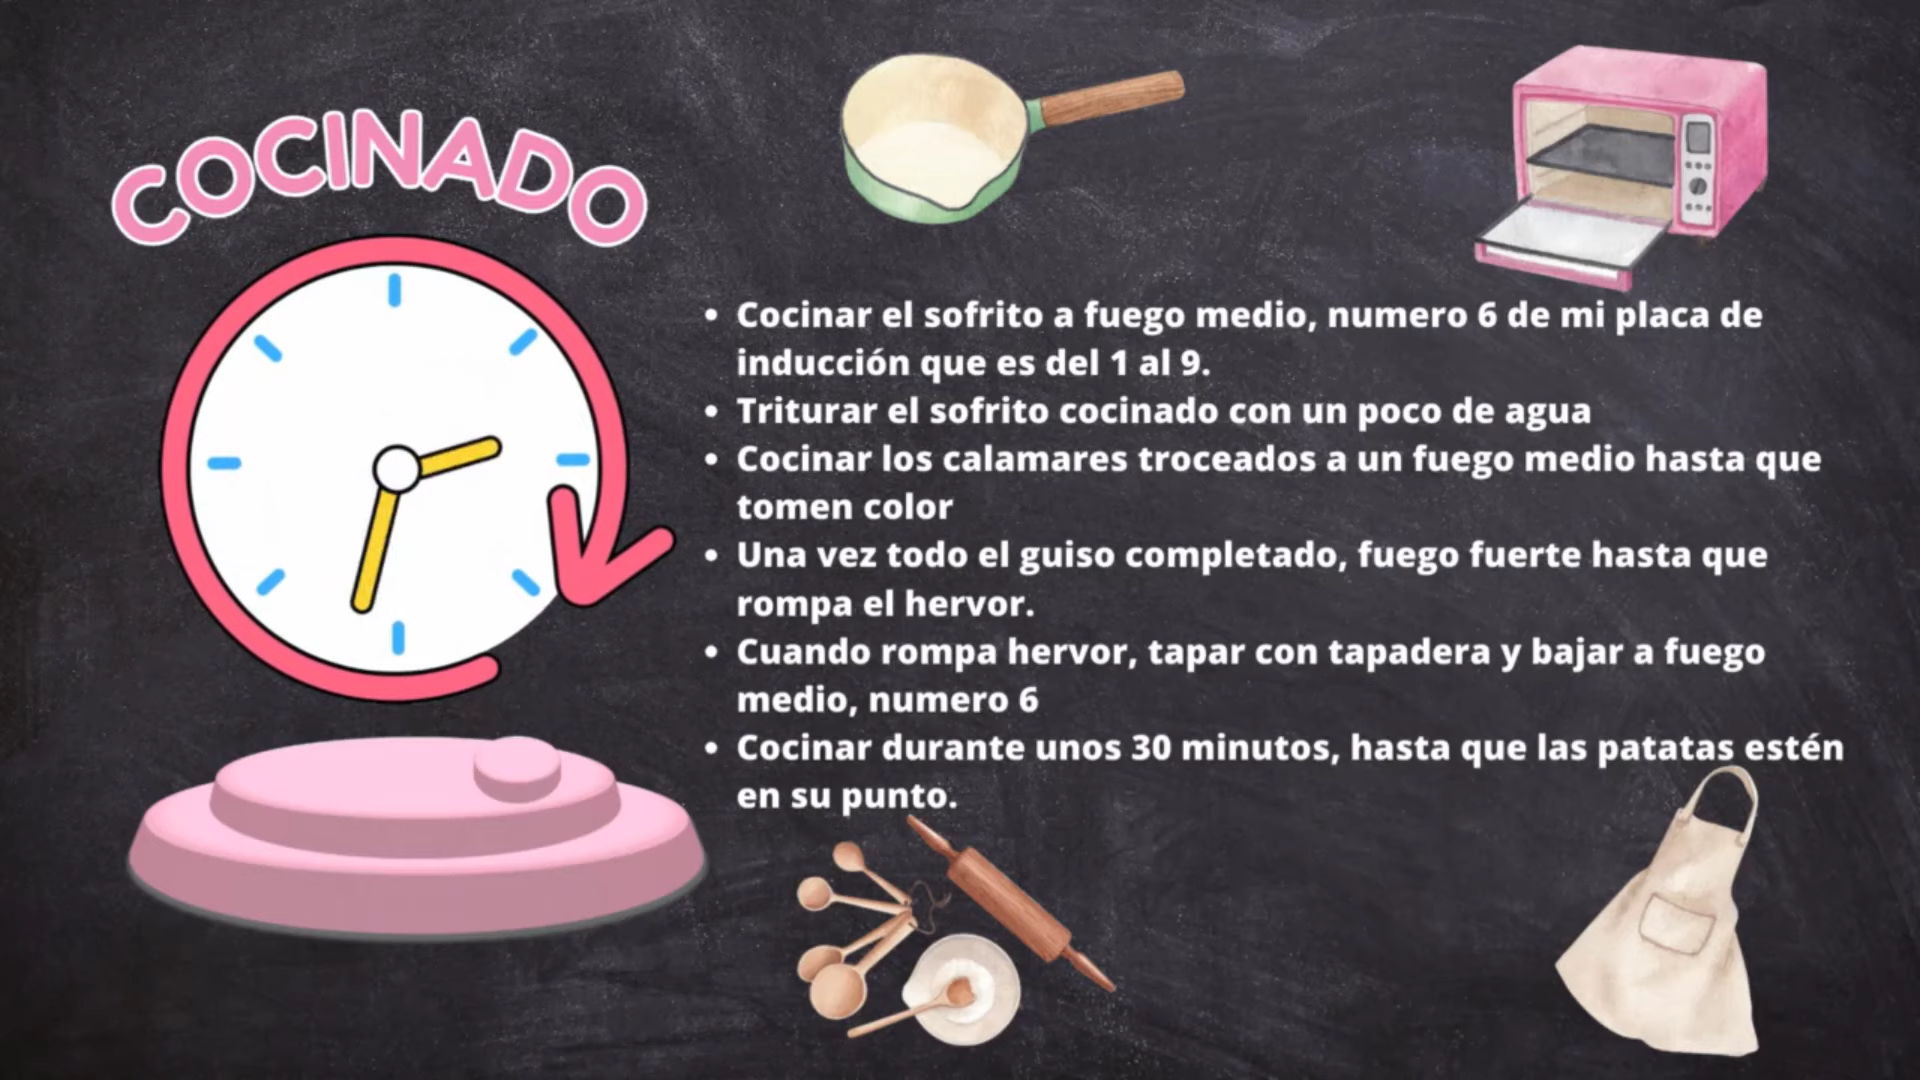 COCINADO
• Cocinar el sofrito a fuego medio, numero 6 de mi placa de
inducción que es del 1 al 9.
• Triturar el sofrito cocinado con un poco de agua
• Cocinar los calamares troceados a un fuego medio hasta que
tomen color
• Una vez todo el guiso completado, fuego fuerte hasta que
rompa el hervor.
• Cuando rompa hervor, tapar con tapadera y bajar a fuego
medio, numero 6
• Cocinar durante unos 30 minutos, hasta que las patatas estén
en su punto.